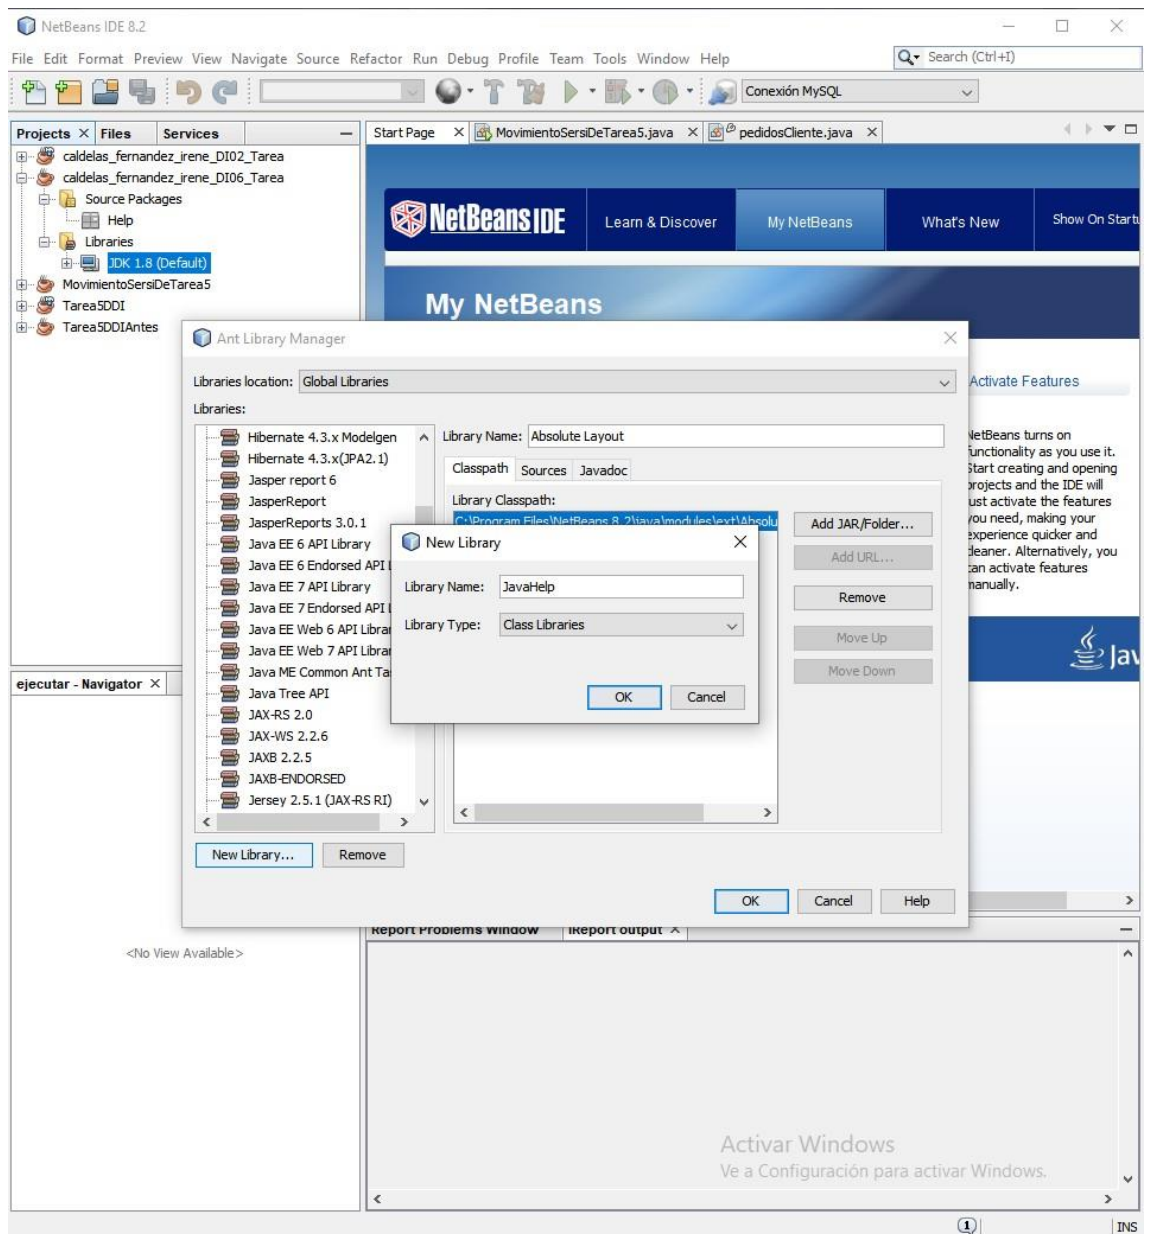 NetBeans IDE 8.2
File Edit Format Preview View Navigate Source Refactor Run Debug Profile Team Tools Window Help
Search (Ctrl+I)
Conexión MySQL
Projects Files Services
Start Page MovimientoSersiDeTarea5.java pedidosCliente.java
caldelas_fernandez_irene_DI02_Tarea
caldelas_fernandez_irene_DI06_Tarea
Source Packages
Help
Libraries
JDK 1.8 (Default)
MovimientoSersiDeTarea5
Tarea5DDI
Tarea5DDIAntes
NetBeans IDE
Learn & Discover
My NetBeans
What's New
Show On Startu
My NetBeans
Activate Features
NetBeans turns on
functionality as you use it.
Start creating and opening
projects and the IDE will
just activate the features
you need, making your
experience quicker and
cleaner. Alternatively, you
can activate features
manually.
Jav
Ant Library Manager
Libraries location: Global Libraries
Libraries:
Hibernate 4.3.x Modelgen
Hibernate 4.3.x(JPA2.1)
Jasper report 6
JasperReport
JasperReports 3.0.1
Java EE 6 API Library
Java EE 6 Endorsed API L
Java EE 7 API Library
Java EE 7 Endorsed API L
Java EE Web 6 API Librar
Java EE Web 7 API Librar
Java ME Common Ant Ta
Java Tree API
JAX-RS 2.0
JAX-WS 2.2.6
JAXB 2.2.5
JAXB-ENDORSED
Jersey 2.5.1 (JAX-RS RI)
New Library... Remove
Library Name: Absolute Layout
Classpath Sources Javadoc
Library Classpath:
C:\Program Files\NetBeans 8.2\java\modules\ext\Absolu
Add JAR/Folder...
Add URL...
Remove
Move Up
Move Down
New Library
Library Name: JavaHelp
Library Type: Class Libraries
OK Cancel
OK Cancel Help
ejecutar - Navigator
<No View Available>
Report Problems Window iReport output
Activar Windows
Ve a Configuración para activar Windows.
1
INS